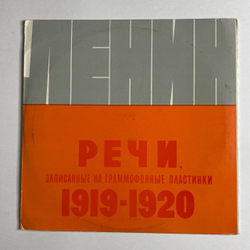 ЛЕНИН
РЕЧИ,
ЗАПИСАННЫЕ НА ГРАММОФОННЫЕ ПЛАСТИНКИ
1919-1920